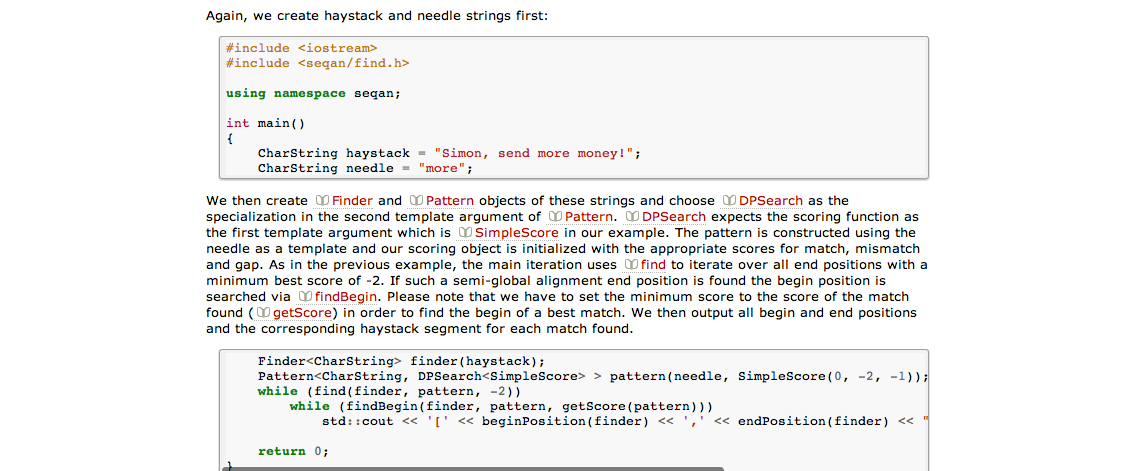 Again, we create haystack and needle strings first:
#include <iostream>
#include <seqan/find.h>
using namespace seqan;
int main()
{
CharString haystack = "Simon, send more money!";
CharString needle = "more";
We then create Finder and Pattern objects of these strings and choose DPSearch as the
specialization in the second template argument of Pattern. DPSearch expects the scoring function as
the first template argument which is SimpleScore in our example. The pattern is constructed using the
needle as a template and our scoring object is initialized with the appropriate scores for match, mismatch
and gap. As in the previous example, the main iteration uses find to iterate over all end positions with a
minimum best score of -2. If such a semi-global alignment end position is found the begin position is
searched via findBegin. Please note that we have to set the minimum score to the score of the match
found (getScore) in order to find the begin of a best match. We then output all begin and end positions
and the corresponding haystack segment for each match found.
Finder<CharString> finder(haystack);
Pattern<CharString, DPSearch<SimpleScore> > pattern(needle, SimpleScore(0, -2, -1));
while (find(finder, pattern, -2))
while (findBegin(finder, pattern, getScore(pattern)))
std::cout << '[' << beginPosition(finder) << ',' << endPosition(finder) << "
return 0;
}